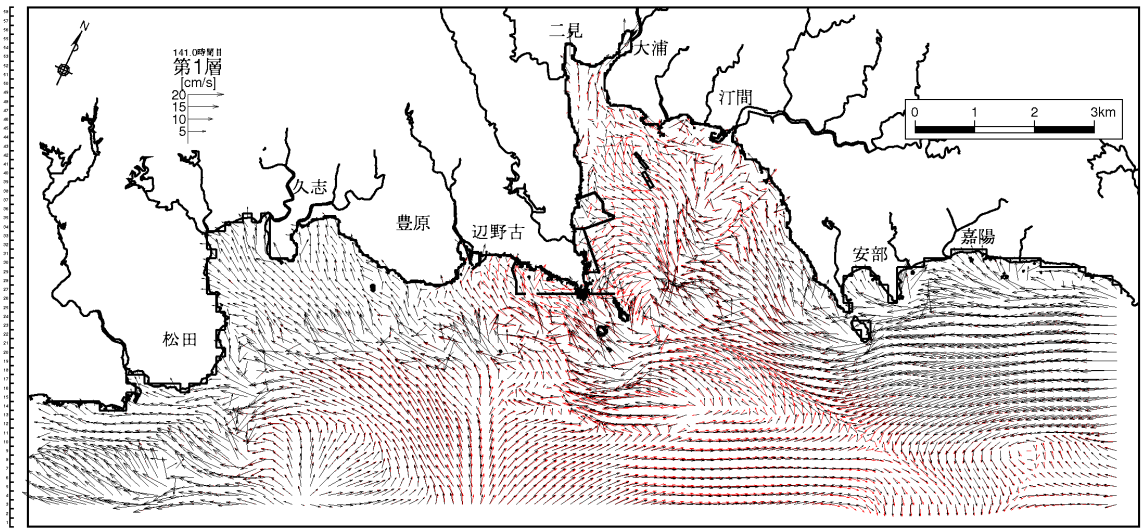 N
141.0時間目
第1層
[cm/s]
20
15
10
5
二見
大浦
汀間
0 1 2 3km
久志
豊原
辺野古
安部
嘉陽
松田